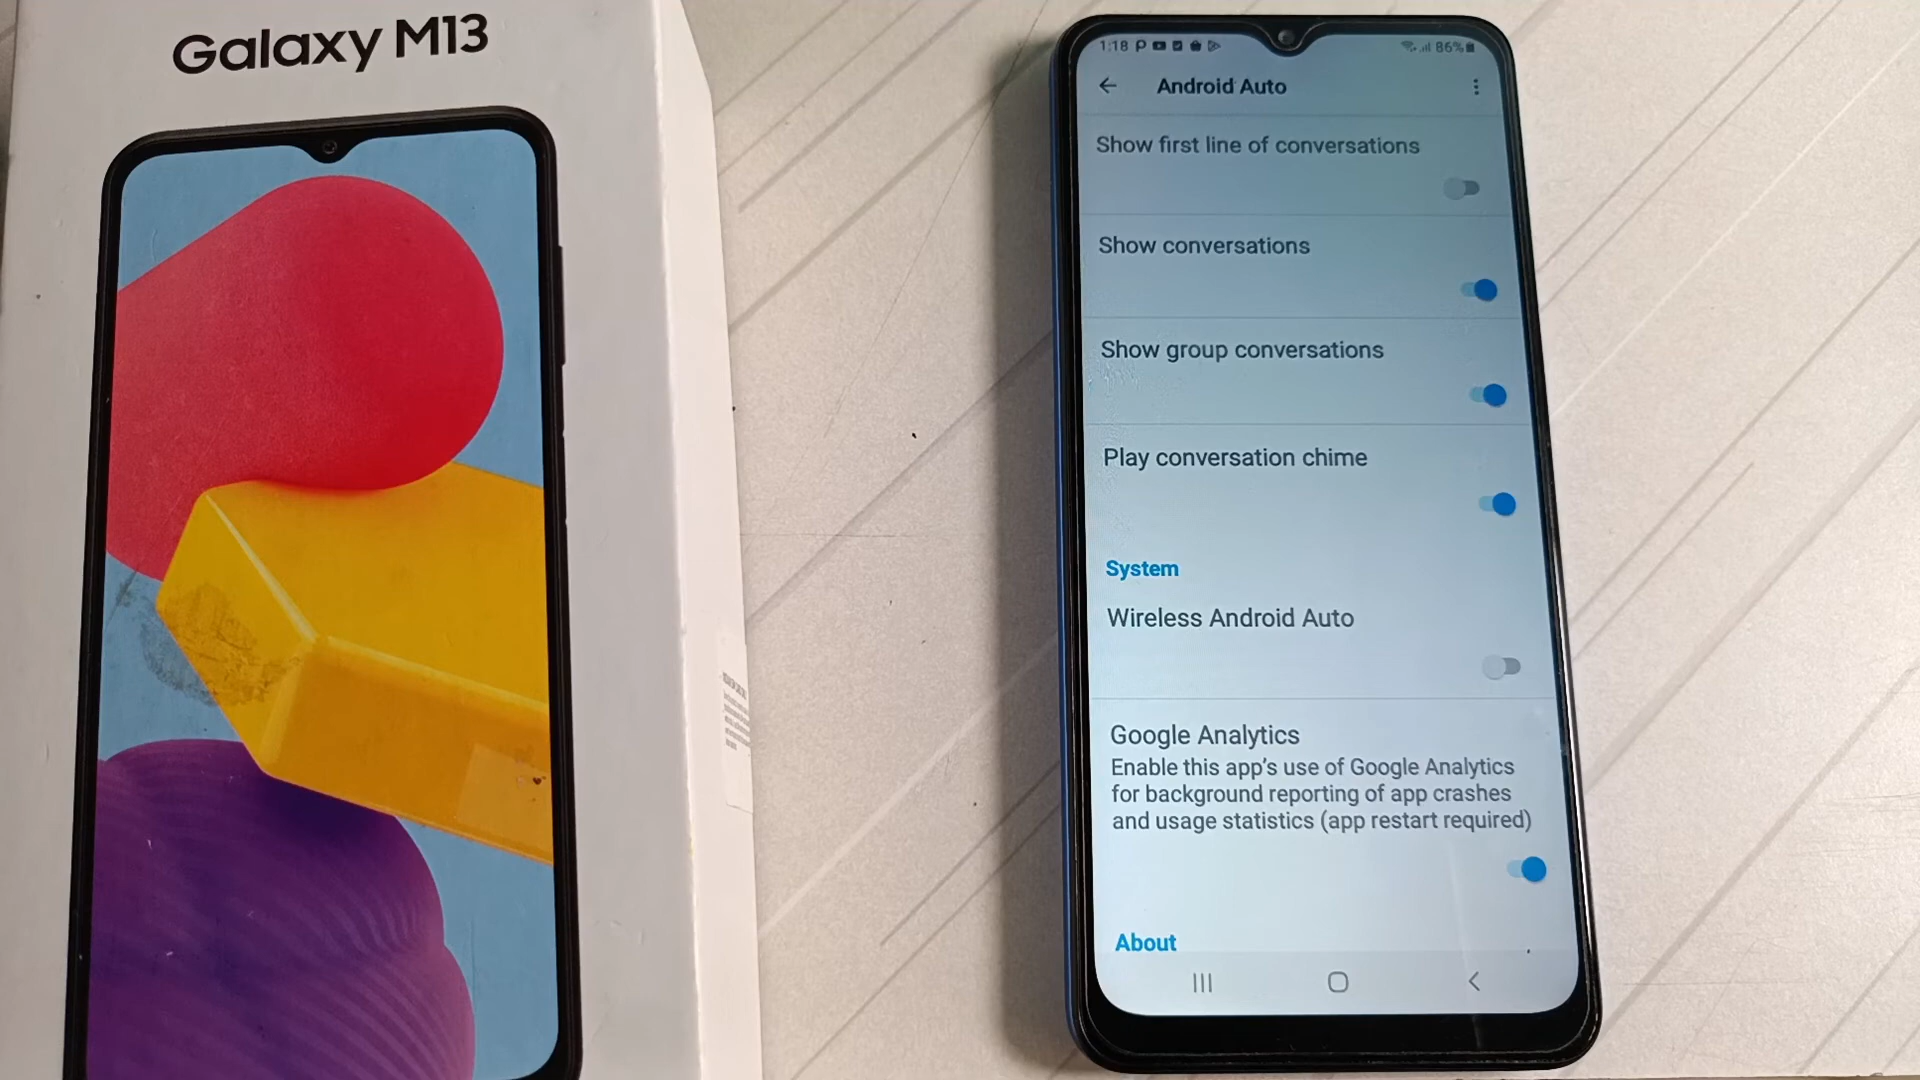 Galaxy M13
1:18
86%
Android Auto
Show first line of conversations
Show conversations
Show group conversations
Play conversation chime
System
Wireless Android Auto
Google Analytics
Enable this app's use of Google Analytics
for background reporting of app crashes
and usage statistics (app restart required)
About